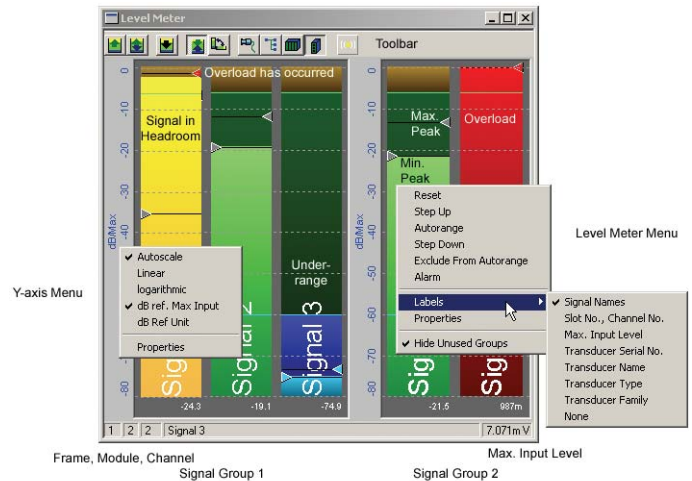 Level Meter
Toolbar
Overload has occurred
0
-10
-20
-30
-40
-50
-60
-70
-80
dB/Max
Signal in
Headroom
Signal 2
Under-
range
Signal 3
-24.3
-19.1
-74.9
0
-10
-20
-30
dB/Max
-80
Max.
Peak
Min.
Peak
Overload
-21.5
987m
Y-axis Menu
Autoscale
Linear
logarithmic
dB ref. Max Input
dB Ref Unit
Properties
Level Meter Menu
Reset
Step Up
Autorange
Step Down
Exclude From Autorange
Alarm
Labels
Properties
Hide Unused Groups
Signal Names
Slot No., Channel No.
Max. Input Level
Transducer Serial No.
Transducer Name
Transducer Type
Transducer Family
None
1 2 2 Signal 3
7.071m V
Frame, Module, Channel
Max. Input Level
Signal Group 1
Signal Group 2